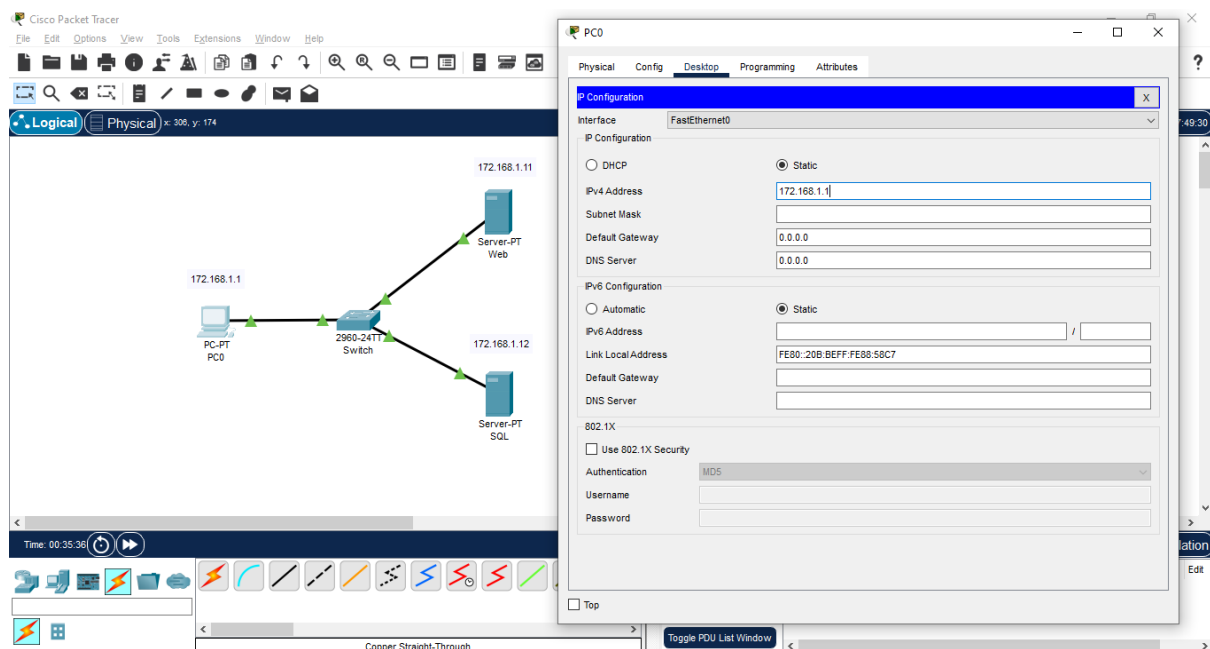 Cisco Packet Tracer
File Edit Options View Tools Extensions Window Help
Logical Physical x: 306, y: 174
172.168.1.11
Server-PT
Web
172.168.1.1
PC-PT
PC0
2960-24TT
Switch
172.168.1.12
Server-PT
SQL
Time: 00:35:36
Copper Straight-Through
PC0
Physical Config Desktop Programming Attributes
IP Configuration X
Interface FastEthernet0
IP Configuration
DHCP Static
IPv4 Address 172.168.1.1
Subnet Mask
Default Gateway 0.0.0.0
DNS Server 0.0.0.0
IPv6 Configuration
Automatic Static
IPv6 Address /
Link Local Address FE80::20B:BEFF:FE88:58C7
Default Gateway
DNS Server
802.1X
Use 802.1X Security
Authentication MD5
Username
Password
Top
Toggle PDU List Window
?
:49:30
lation
Edit